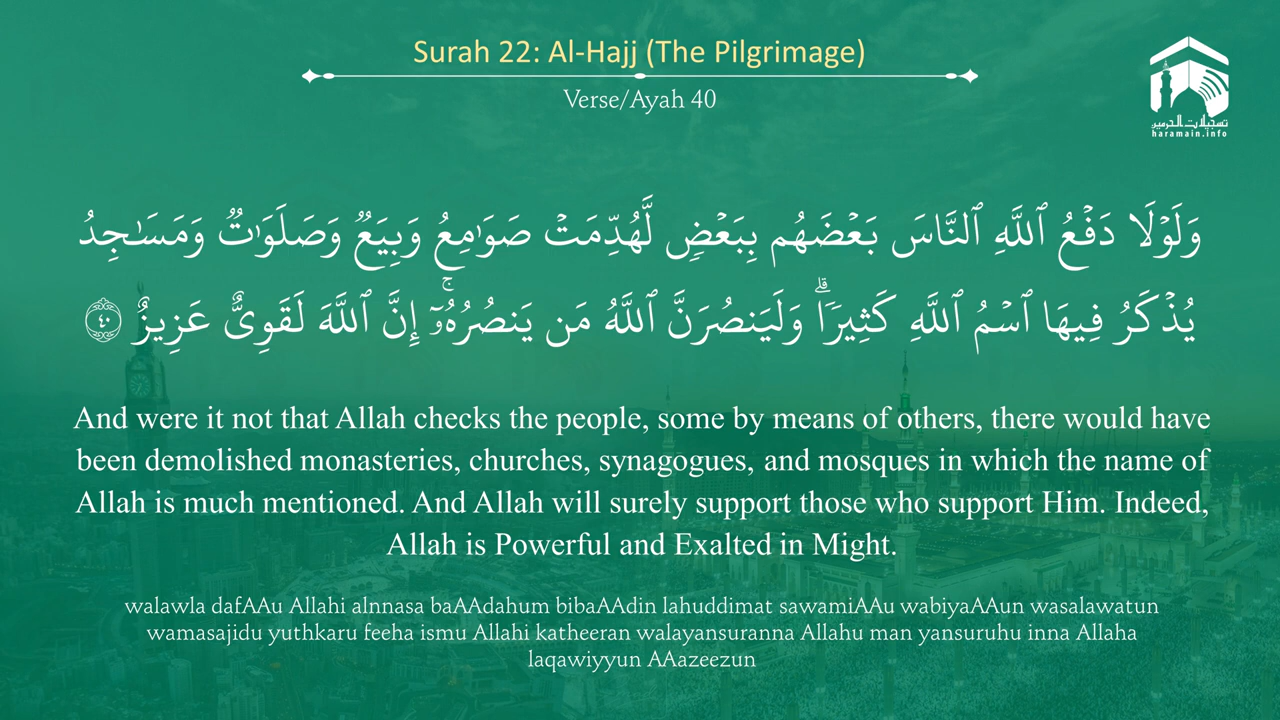 Surah 22: Al-Hajj (The Pilgrimage)
Verse/Ayah 40
تسجيلات الحرمين
haramain.info
وَلَوْلَا دَفْعُ ٱللَّهِ ٱلنَّاسَ بَعْضَهُم بِبَعْضٍ لَّهُدِّمَتْ صَوَٰمِعُ وَبِيَعٌ وَصَلَوَٰتٌ وَمَسَـٰجِدُ
يُذْكَرُ فِيهَا ٱسْمُ ٱللَّهِ كَثِيرًا ۗ وَلَيَنصُرَنَّ ٱللَّهُ مَن يَنصُرُهُۥٓ ۚ إِنَّ ٱللَّهَ لَقَوِىٌّ عَزِيزٌ ٤٠
And were it not that Allah checks the people, some by means of others, there would have
been demolished monasteries, churches, synagogues, and mosques in which the name of
Allah is much mentioned. And Allah will surely support those who support Him. Indeed,
Allah is Powerful and Exalted in Might.
walawla dafAAu Allahi alnnasa baAAdahum bibaAAdin lahuddimat sawamiAAu wabiyaAAun wasalawatun
wamasajidu yuthkaru feeha ismu Allahi katheeran walayansuranna Allahu man yansuruhu inna Allaha
laqawiyyun AAazeezun